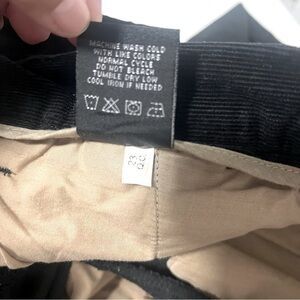 MACHINE WASH COLD
WITH LIKE COLORS
NORMAL CYCLE
DO NOT BLEACH
TUMBLE DRY LOW
COOL IRON IF NEEDED